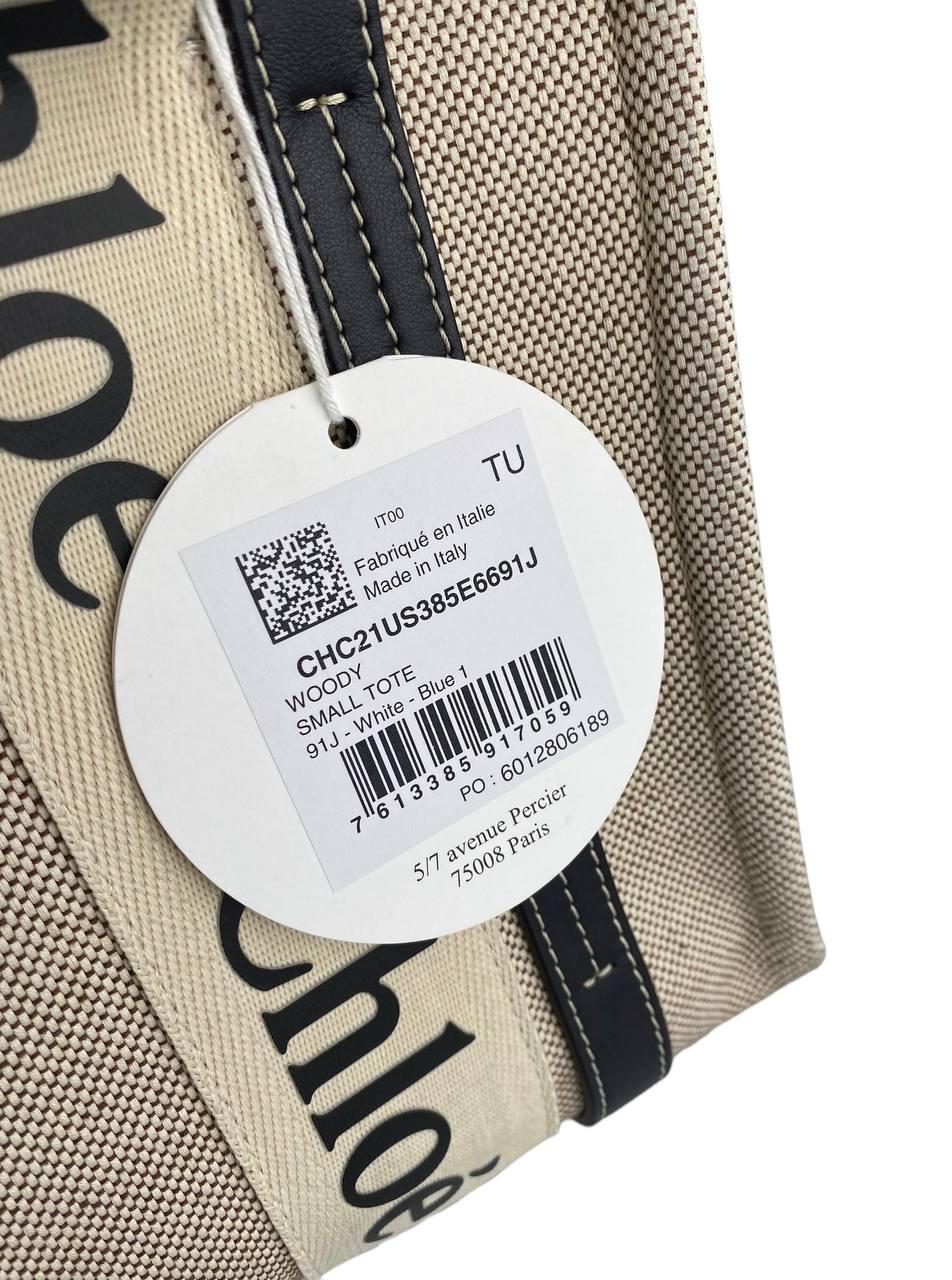 hloe
TU
IT00
Fabriqué en Italie
Made in Italy
CHC21US385E6691J
WOODY
SMALL TOTE
91J - White - Blue 1
7 613385 917059
PO : 6012806189
5/7 avenue Percier
75008 Paris
Chloé